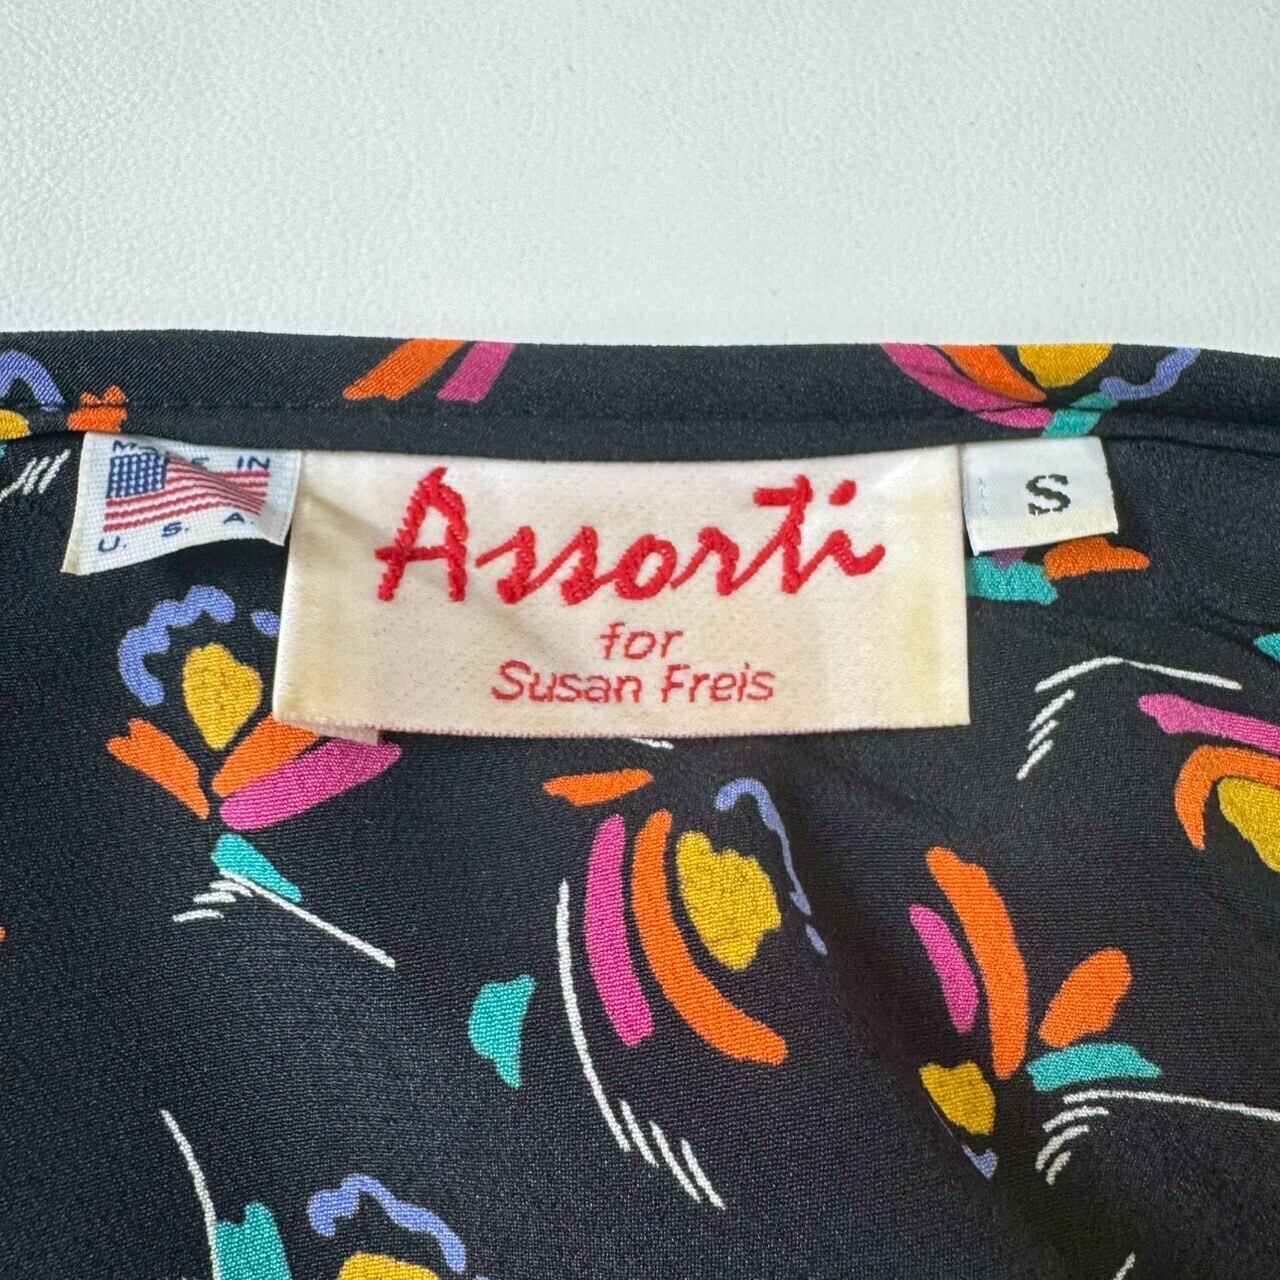 MADE IN
U. S. A.
Assorti
for
Susan Freis
S